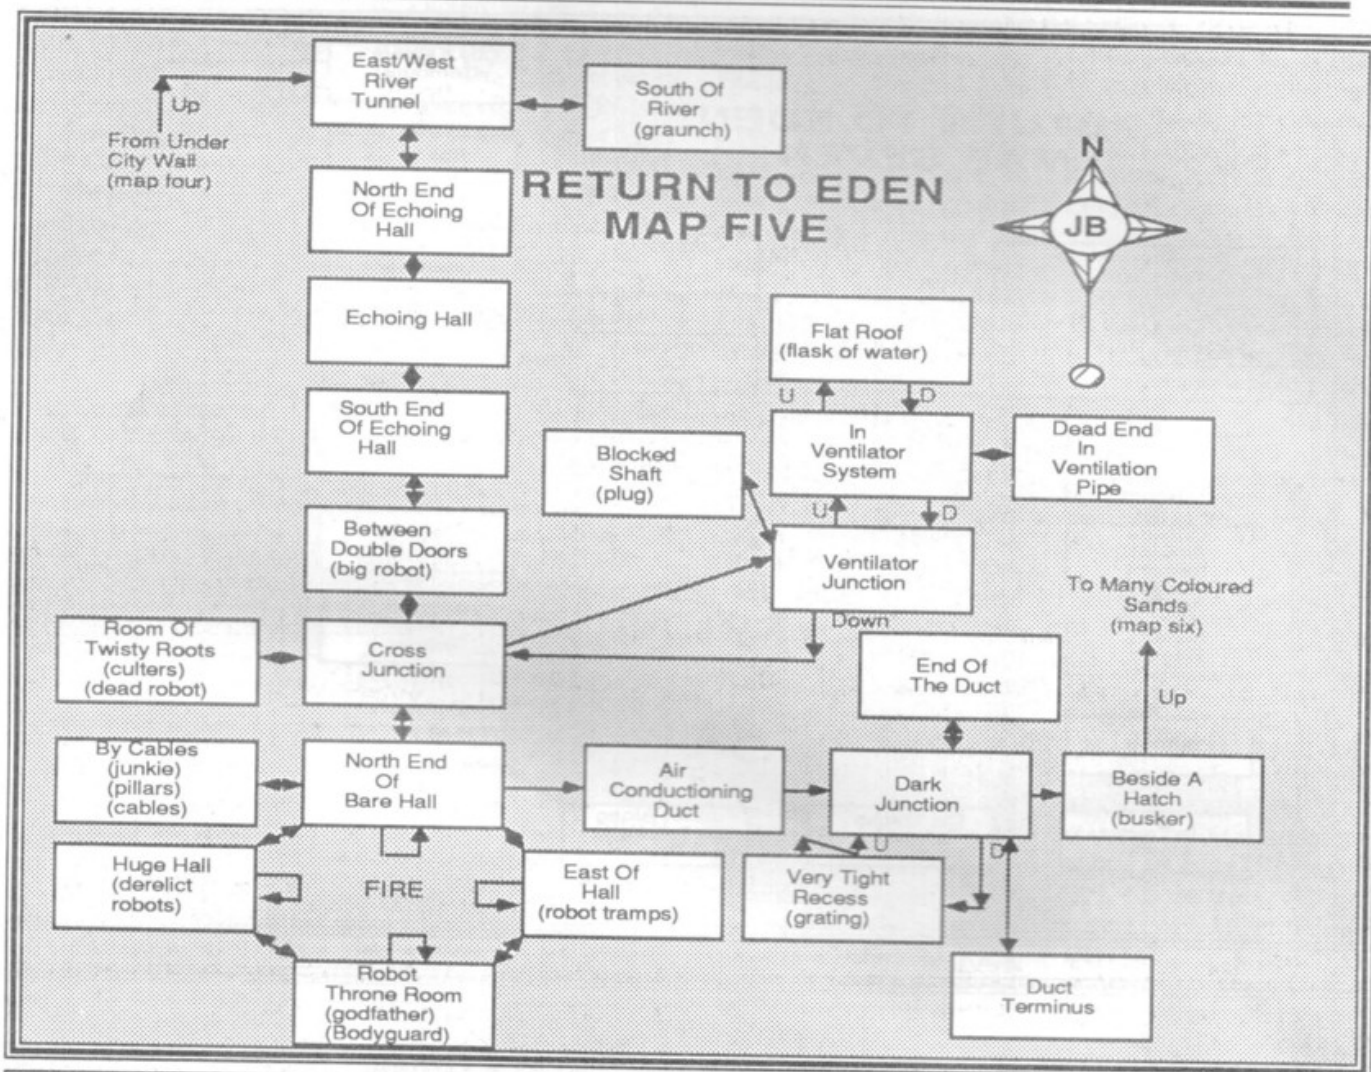 East/West
River
Tunnel
South Of
River
(graunch)
Up
From Under
City Wall
(map four)
N
JB
RETURN TO EDEN
MAP FIVE
North End
Of Echoing
Hall
Echoing Hall
Flat Roof
(flask of water)
U
D
South End
Of Echoing
Hall
Blocked
Shaft
(plug)
In
Ventilator
System
Dead End
In
Ventilation
Pipe
U
D
Between
Double Doors
(big robot)
Ventilator
Junction
Down
To Many Coloured
Sands
(map six)
Up
Room Of
Twisty Roots
(culters)
(dead robot)
Cross
Junction
End Of
The Duct
By Cables
(junkie)
(pillars)
(cables)
North End
Of
Bare Hall
Air
Conductioning
Duct
Dark
Junction
Beside A
Hatch
(busker)
U
D
Huge Hall
(derelict
robots)
FIRE
East Of
Hall
(robot tramps)
Very Tight
Recess
(grating)
Robot
Throne Room
(godfather)
(Bodyguard)
Duct
Terminus